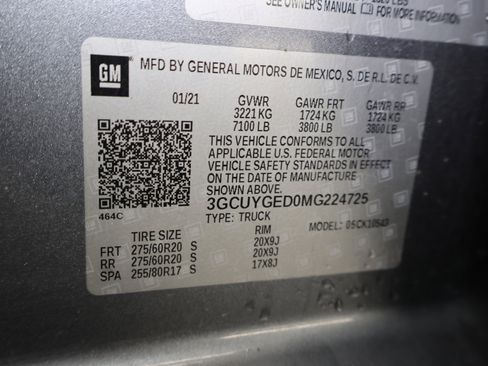 SEE OWNER'S MANUAL FOR MORE INFORMATION
GM
MFD BY GENERAL MOTORS DE MEXICO, S. DE R.L. DE C.V.
01/21 GVWR GAWR FRT GAWR RR
3221 KG 1724 KG 1724 KG
7100 LB 3800 LB 3800 LB
THIS VEHICLE CONFORMS TO ALL
APPLICABLE U.S. FEDERAL MOTOR
VEHICLE SAFETY STANDARDS IN EFFECT
ON THE DATE OF MANUFACTURE
SHOWN ABOVE.
464C 3GCUYGED0MG224725
TYPE: TRUCK MODEL:
TIRE SIZE RIM
FRT 275/60R20 S 20X9J
RR 275/60R20 S 20X9J
SPA 255/80R17 S 17X8J